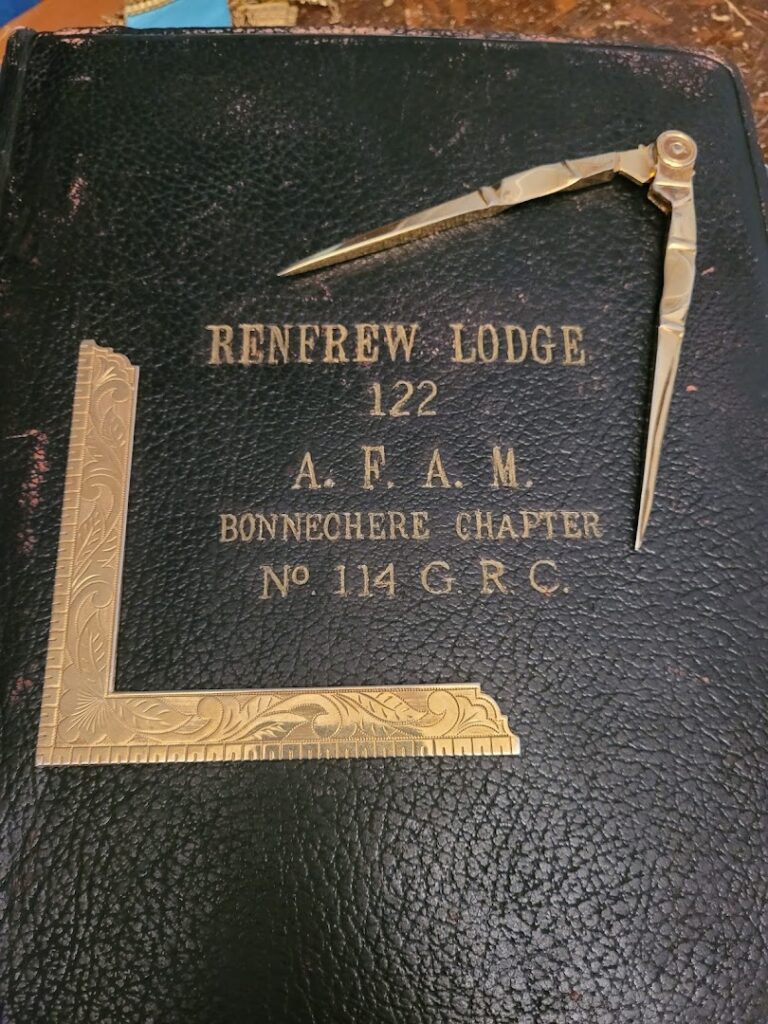 RENFREW LODGE
122
A. F. A. M.
BONNECHERE CHAPTER
Nº. 114 G. R. C.